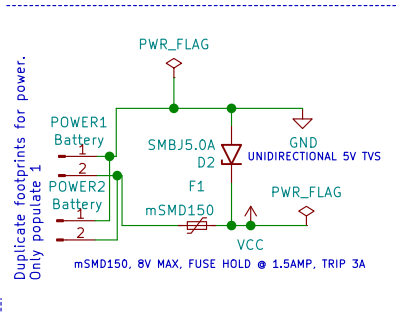 PWR_FLAG
Duplicate footprints for power.
Only populate 1
POWER1
Battery
1
2
SMBJ5.0A
D2
GND
UNIDIRECTIONAL 5V TVS
POWER2
Battery
1
2
F1
mSMD150
PWR_FLAG
VCC
mSMD150, 8V MAX, FUSE HOLD @ 1.5AMP, TRIP 3A